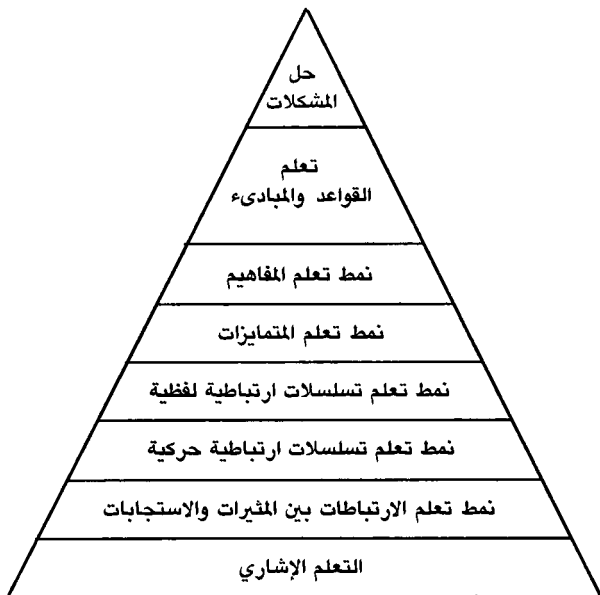 حل
المشكلات
تعلم
القواعد والمبادىء
نمط تعلم المفاهيم
نمط تعلم المتمايزات
نمط تعلم تسلسلات ارتباطية لفظية
نمط تعلم تسلسلات ارتباطية حركية
نمط تعلم الارتباطات بين المثيرات والاستجابات
التعلم الإشاري